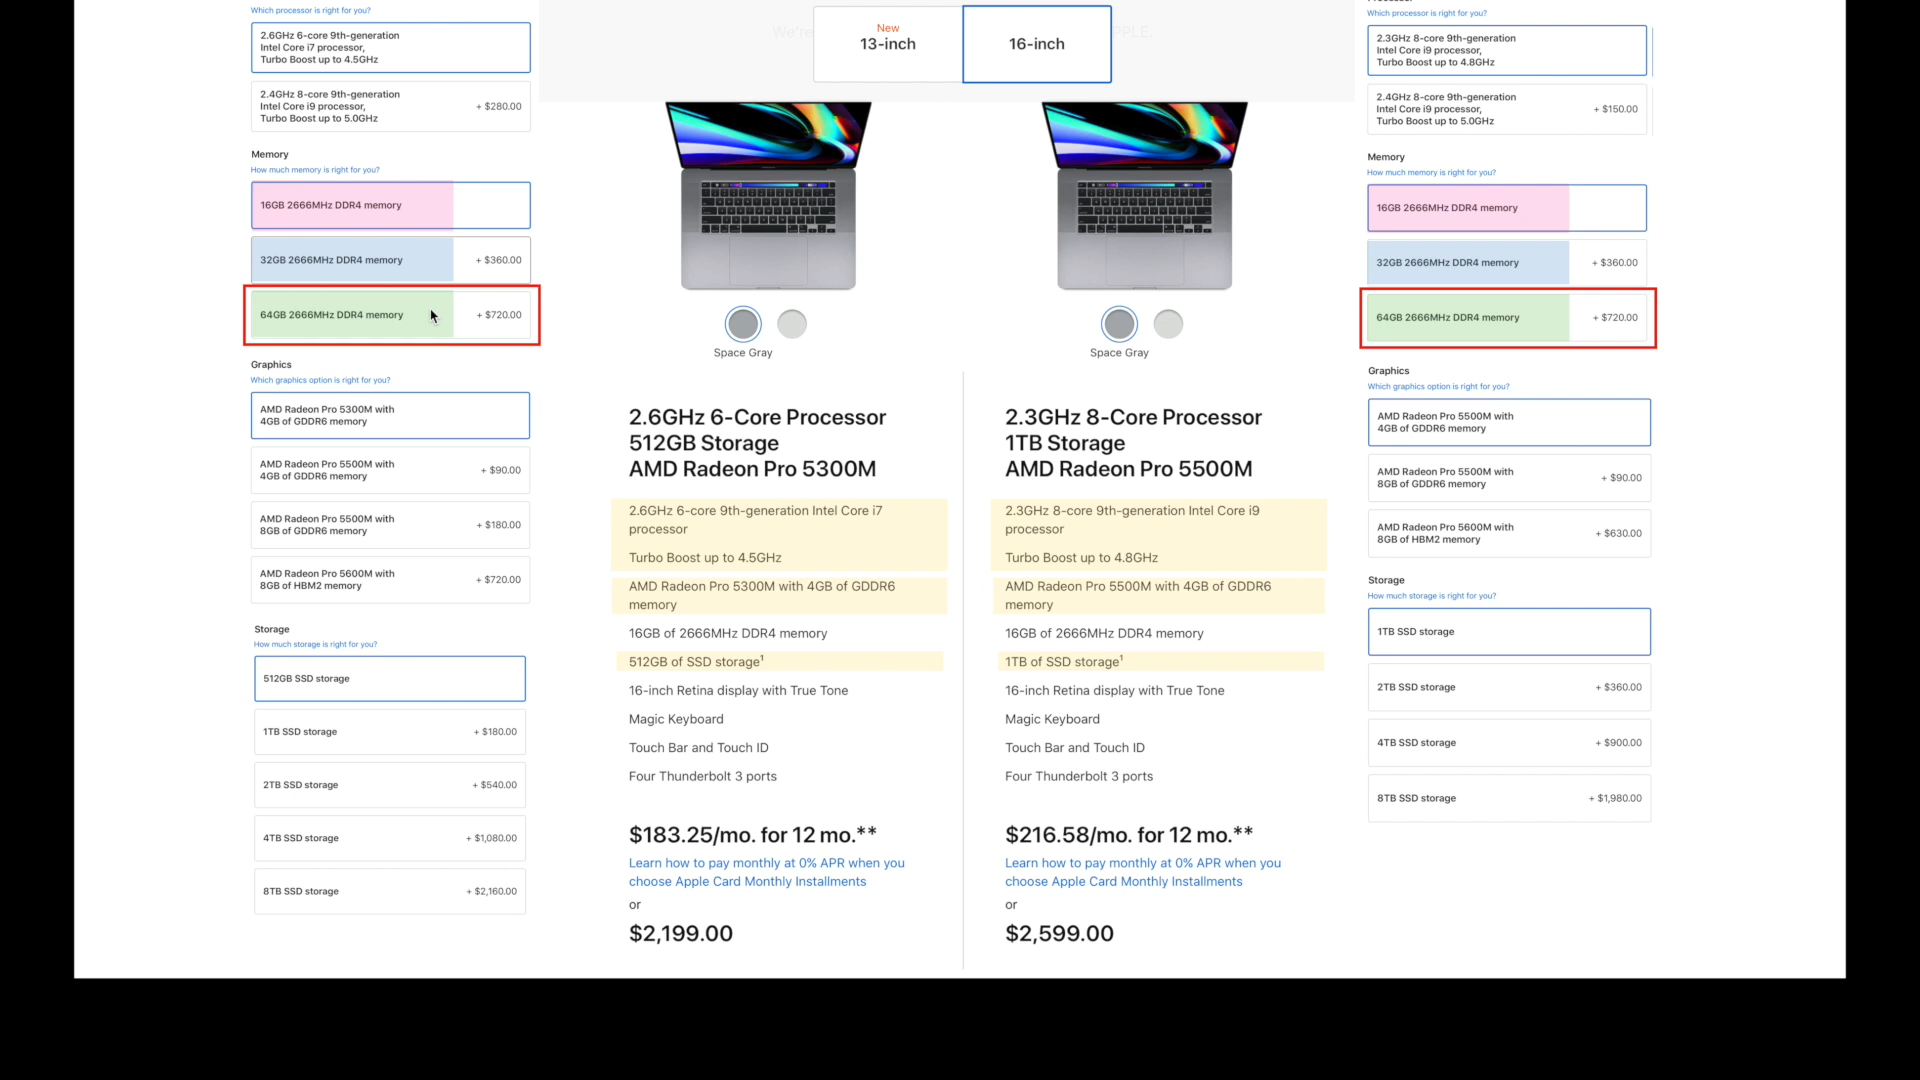 Which processor is right for you?
2.6GHz 6-core 9th-generation
Intel Core i7 processor,
Turbo Boost up to 4.5GHz
2.4GHz 8-core 9th-generation
Intel Core i9 processor,
Turbo Boost up to 5.0GHz
+ $280.00
Memory
How much memory is right for you?
16GB 2666MHz DDR4 memory
32GB 2666MHz DDR4 memory
+ $360.00
64GB 2666MHz DDR4 memory
+ $720.00
Graphics
Which graphics option is right for you?
AMD Radeon Pro 5300M with
4GB of GDDR6 memory
AMD Radeon Pro 5500M with
4GB of GDDR6 memory
+ $90.00
AMD Radeon Pro 5500M with
8GB of GDDR6 memory
+ $180.00
AMD Radeon Pro 5600M with
8GB of HBM2 memory
+ $720.00
Storage
How much storage is right for you?
512GB SSD storage
1TB SSD storage
+ $180.00
2TB SSD storage
+ $540.00
4TB SSD storage
+ $1,080.00
8TB SSD storage
+ $2,160.00
New
13-inch
16-inch
Space Gray
2.6GHz 6-Core Processor
512GB Storage
AMD Radeon Pro 5300M
2.6GHz 6-core 9th-generation Intel Core i7
processor
Turbo Boost up to 4.5GHz
AMD Radeon Pro 5300M with 4GB of GDDR6
memory
16GB of 2666MHz DDR4 memory
512GB of SSD storage¹
16-inch Retina display with True Tone
Magic Keyboard
Touch Bar and Touch ID
Four Thunderbolt 3 ports
$183.25/mo. for 12 mo.**
Learn how to pay monthly at 0% APR when you
choose Apple Card Monthly Installments
or
$2,199.00
Space Gray
2.3GHz 8-Core Processor
1TB Storage
AMD Radeon Pro 5500M
2.3GHz 8-core 9th-generation Intel Core i9
processor
Turbo Boost up to 4.8GHz
AMD Radeon Pro 5500M with 4GB of GDDR6
memory
16GB of 2666MHz DDR4 memory
1TB of SSD storage¹
16-inch Retina display with True Tone
Magic Keyboard
Touch Bar and Touch ID
Four Thunderbolt 3 ports
$216.58/mo. for 12 mo.**
Learn how to pay monthly at 0% APR when you
choose Apple Card Monthly Installments
or
$2,599.00
Which processor is right for you?
2.3GHz 8-core 9th-generation
Intel Core i9 processor,
Turbo Boost up to 4.8GHz
2.4GHz 8-core 9th-generation
Intel Core i9 processor,
Turbo Boost up to 5.0GHz
+ $150.00
Memory
How much memory is right for you?
16GB 2666MHz DDR4 memory
32GB 2666MHz DDR4 memory
+ $360.00
64GB 2666MHz DDR4 memory
+ $720.00
Graphics
Which graphics option is right for you?
AMD Radeon Pro 5500M with
4GB of GDDR6 memory
AMD Radeon Pro 5500M with
8GB of GDDR6 memory
+ $90.00
AMD Radeon Pro 5600M with
8GB of HBM2 memory
+ $630.00
Storage
How much storage is right for you?
1TB SSD storage
2TB SSD storage
+ $360.00
4TB SSD storage
+ $900.00
8TB SSD storage
+ $1,980.00